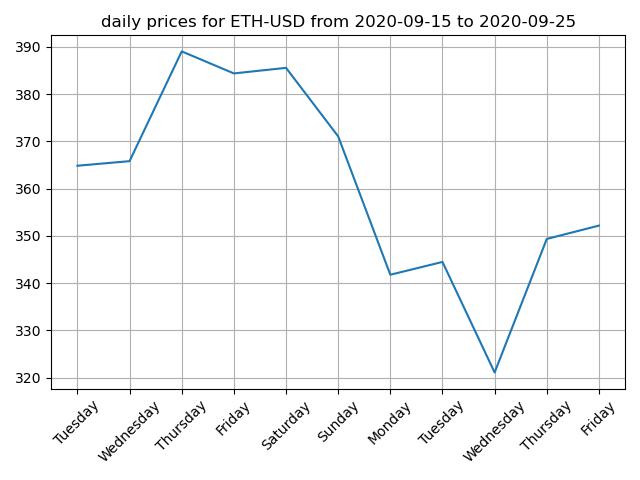 daily prices for ETH-USD from 2020-09-15 to 2020-09-25
390
380
370
360
350
340
330
320
Tuesday
Wednesday
Thursday
Friday
Saturday
Sunday
Monday
Tuesday
Wednesday
Thursday
Friday